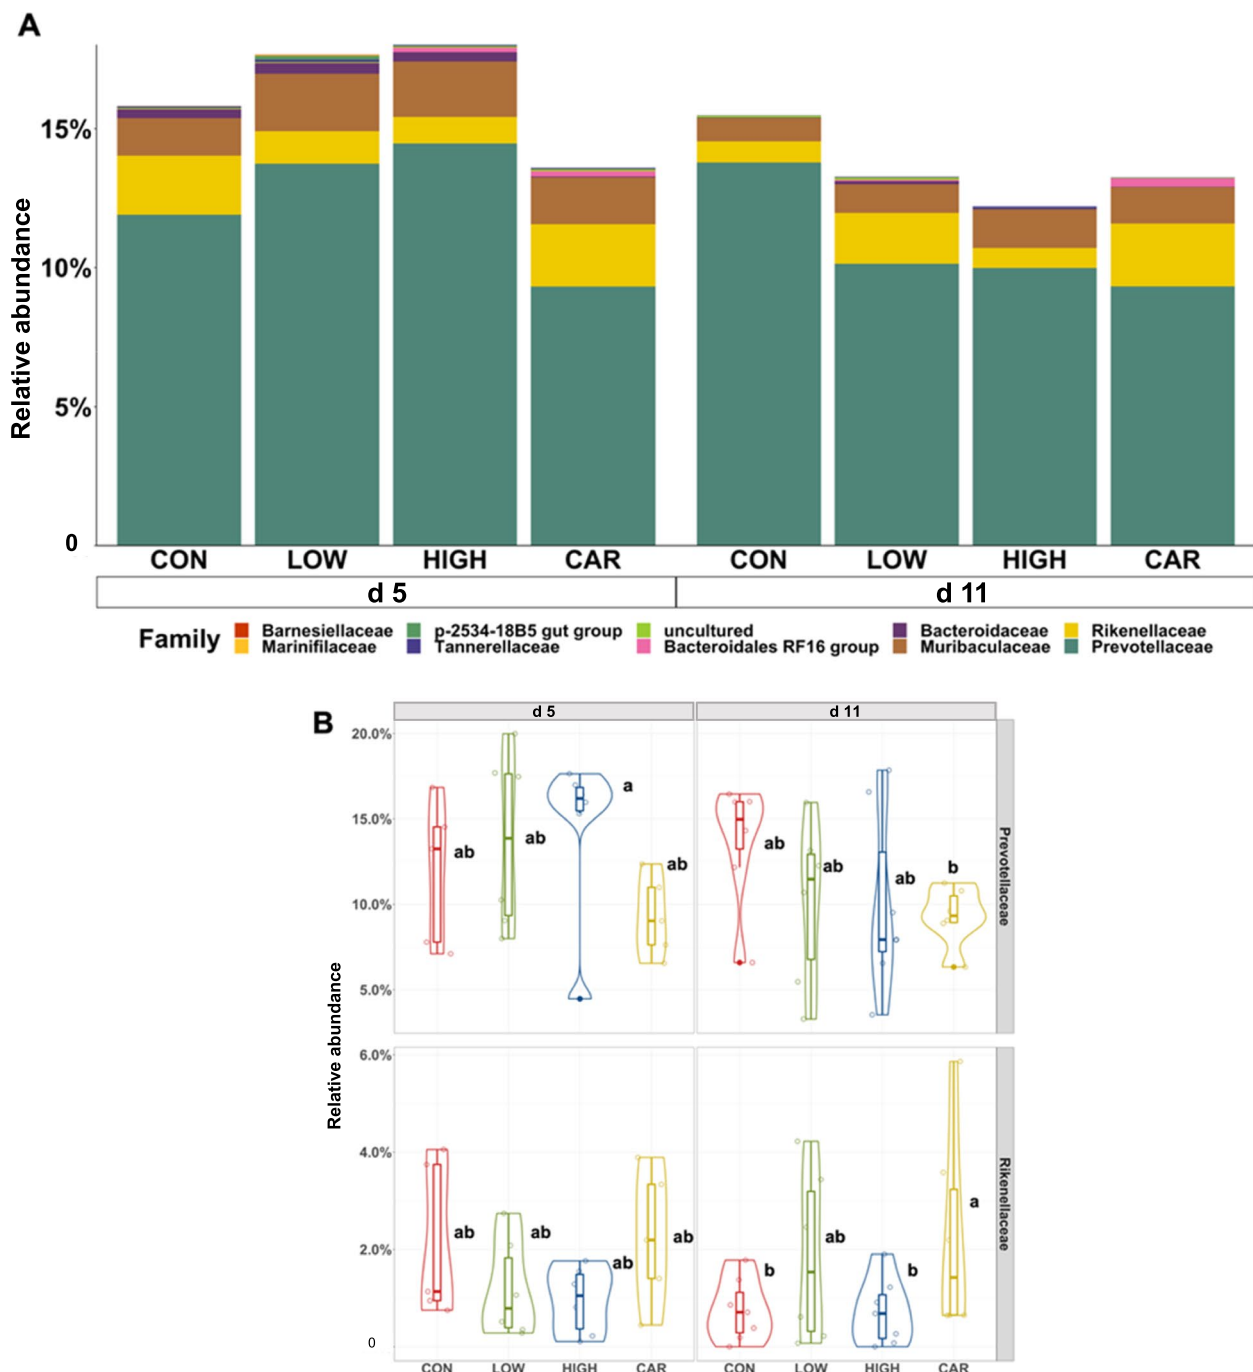 A
Relative abundance
15%
10%
5%
0
CON LOW HIGH CAR CON LOW HIGH CAR
d 5 d 11
Family
Barnesiellaceae p-2534-18B5 gut group uncultured Bacteroidaceae Rikenellaceae
Marinifilaceae Tannerellaceae Bacteroidales RF16 group Muribaculaceae Prevotellaceae
B
d 5 d 11
Relative abundance
20.0%
15.0%
10.0%
5.0%
ab ab a ab ab ab ab b
Prevotellaceae
6.0%
4.0%
2.0%
0
ab ab ab ab b ab b a
Rikenellaceae
CON LOW HIGH CAR CON LOW HIGH CAR